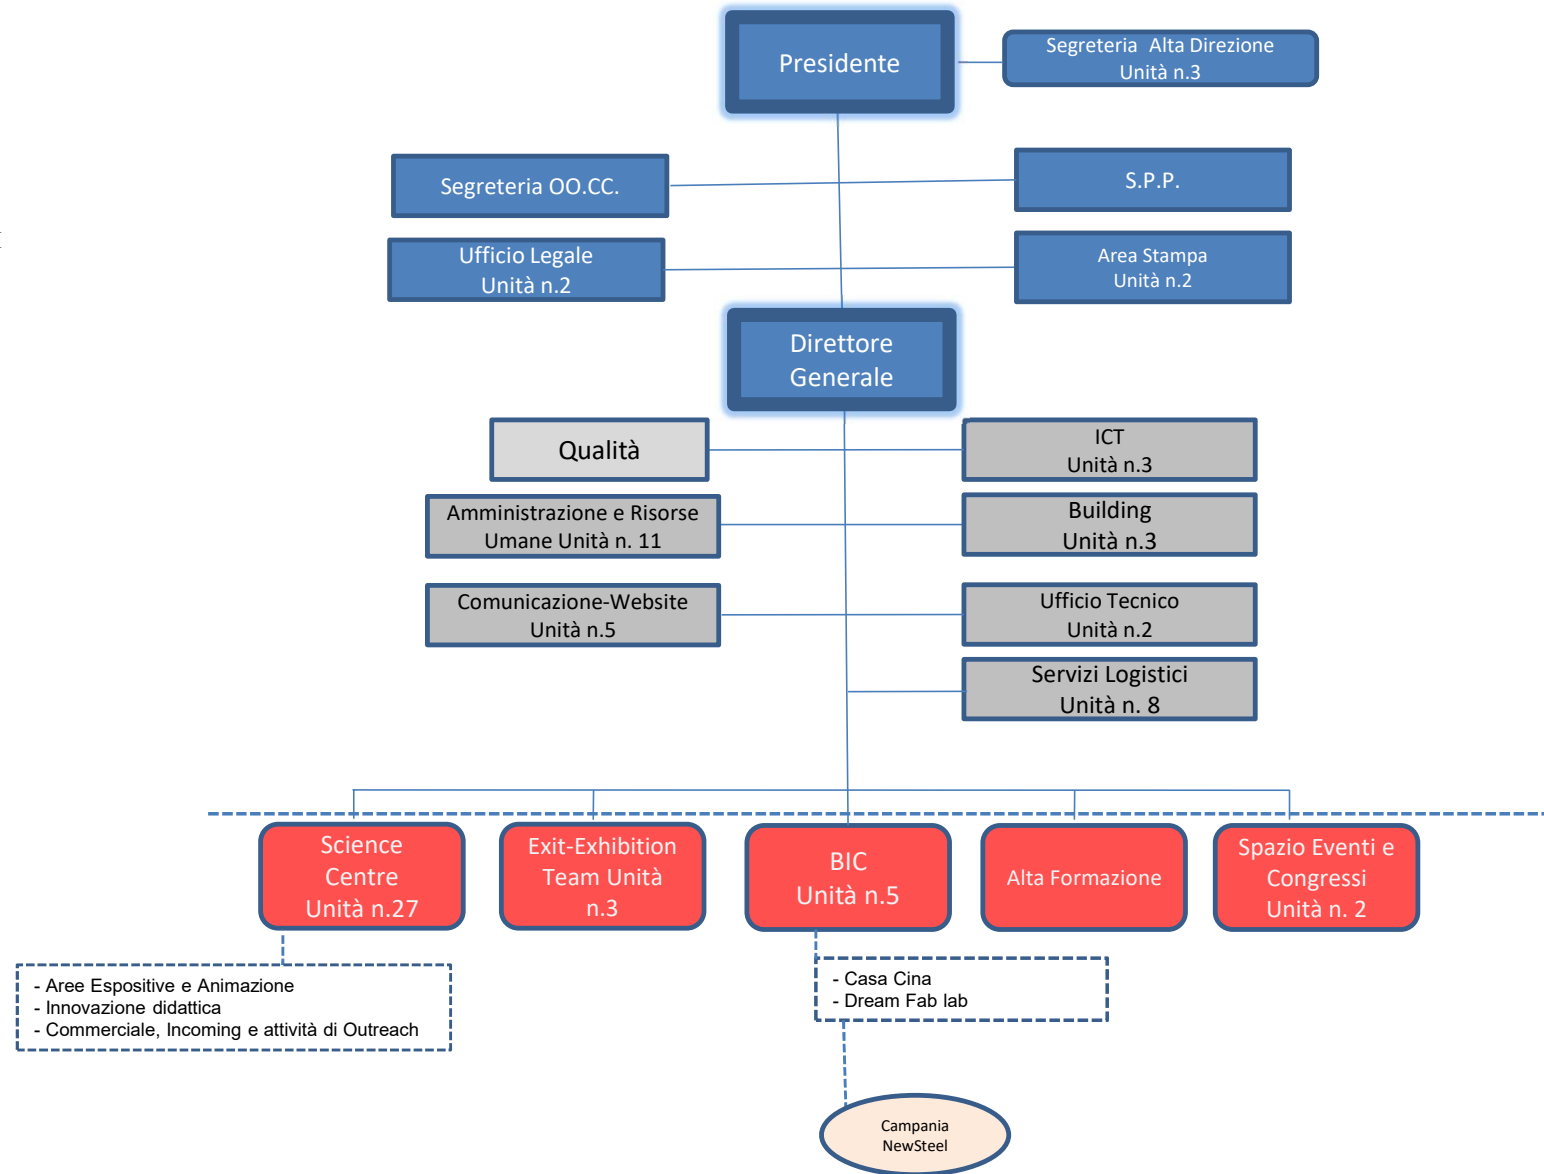 Presidente
Segreteria Alta Direzione
Unità n.3
Segreteria OO.CC.
S.P.P.
Ufficio Legale
Unità n.2
Area Stampa
Unità n.2
Direttore
Generale
Qualità
ICT
Unità n.3
Amministrazione e Risorse
Umane Unità n. 11
Building
Unità n.3
Comunicazione-Website
Unità n.5
Ufficio Tecnico
Unità n.2
Servizi Logistici
Unità n. 8
Science
Centre
Unità n.27
Exit-Exhibition
Team Unità
n.3
BIC
Unità n.5
Alta Formazione
Spazio Eventi e
Congressi
Unità n. 2
- Aree Espositive e Animazione
- Innovazione didattica
- Commerciale, Incoming e attività di Outreach
- Casa Cina
- Dream Fab lab
Campania
NewSteel